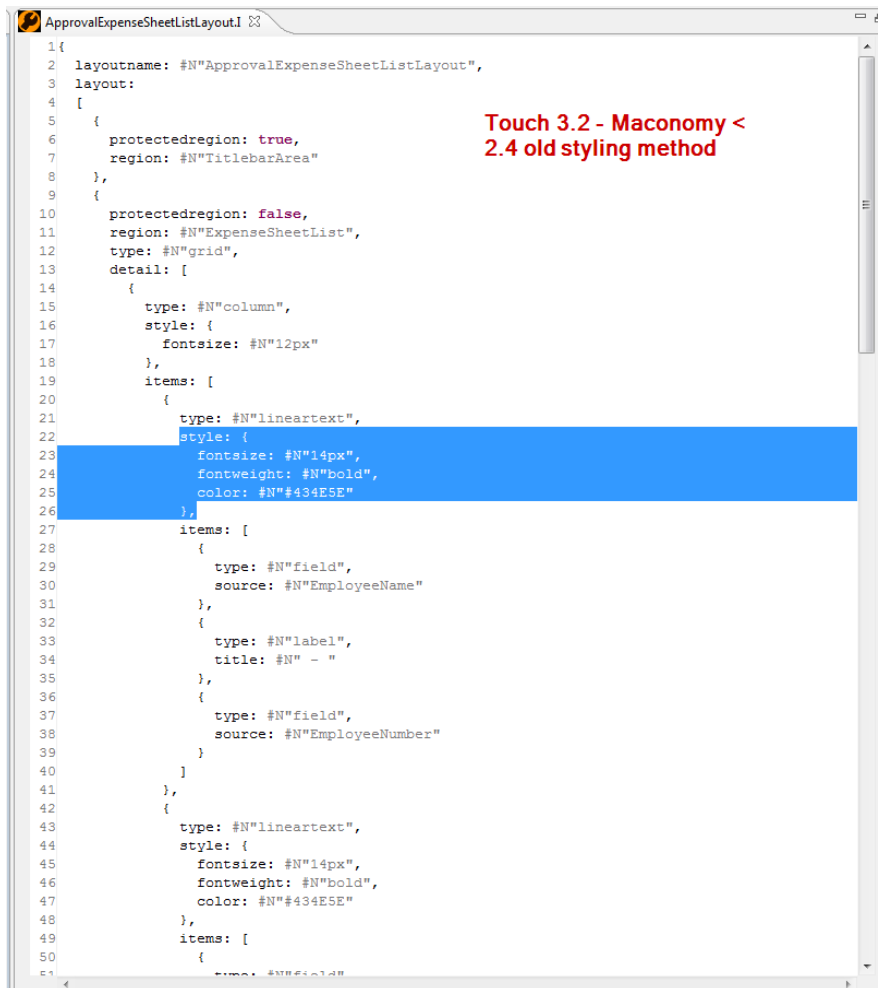 ApprovalExpenseSheetListLayout.I
1{
2 layoutname: #N"ApprovalExpenseSheetListLayout",
3 layout:
4 [
5 {
6 protectedregion: true,
7 region: #N"TitlebarArea"
8 },
9 {
10 protectedregion: false,
11 region: #N"ExpenseSheetList",
12 type: #N"grid",
13 detail: [
14 {
15 type: #N"column",
16 style: {
17 fontsize: #N"12px"
18 },
19 items: [
20 {
21 type: #N"lineartext",
22 style: {
23 fontsize: #N"14px",
24 fontweight: #N"bold",
25 color: #N"#434E5E"
26 },
27 items: [
28 {
29 type: #N"field",
30 source: #N"EmployeeName"
31 },
32 {
33 type: #N"label",
34 title: #N" - "
35 },
36 {
37 type: #N"field",
38 source: #N"EmployeeNumber"
39 }
40 ]
41 },
42 {
43 type: #N"lineartext",
44 style: {
45 fontsize: #N"14px",
46 fontweight: #N"bold",
47 color: #N"#434E5E"
48 },
49 items: [
50 {
51 type: #N"field"
Touch 3.2 - Maconomy <
2.4 old styling method